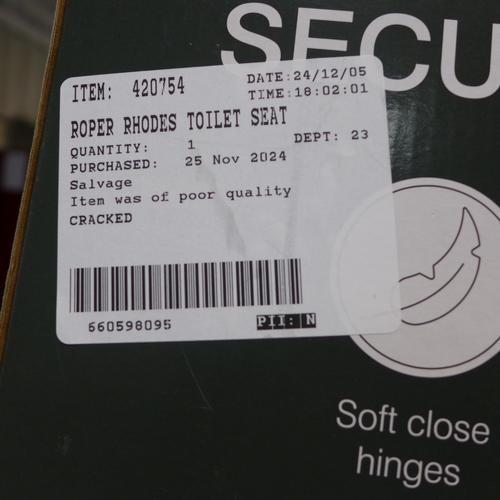 SECU
ITEM: 420754
DATE:24/12/05
TIME:18:02:01
ROPER RHODES TOILET SEAT
QUANTITY: 1
DEPT: 23
PURCHASED: 25 Nov 2024
Salvage
Item was of poor quality
CRACKED
660598095
PII: N
Soft close
hinges